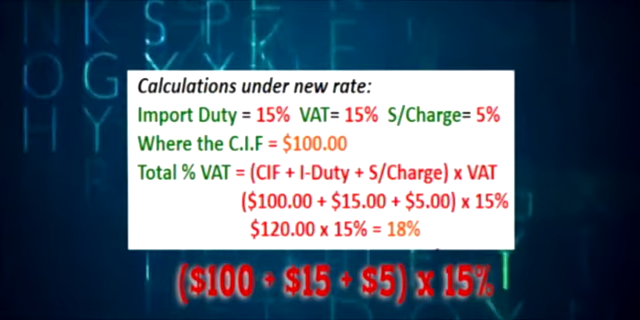 N K S P F
O G Y Y K F
H Y
Calculations under new rate:
Import Duty = 15% VAT= 15% S/Charge= 5%
Where the C.I.F = $100.00
Total % VAT = (CIF + I-Duty + S/Charge) x VAT
($100.00 + $15.00 + $5.00) x 15%
$120.00 x 15% = 18%
($100 + $15 + $5) x 15%